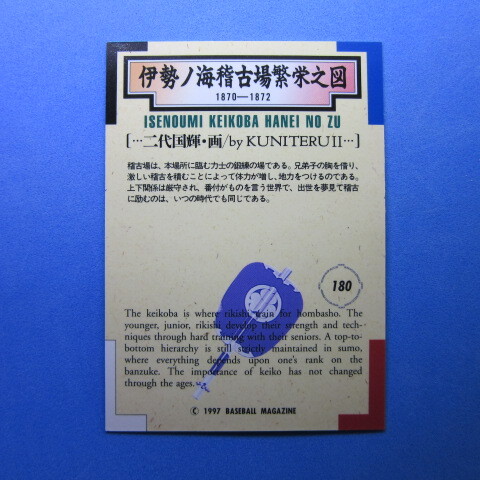 伊勢ノ海稽古場繁栄之図
1870—1872
ISENOUMI KEIKOBA HANEI NO ZU
[…二代国輝・画/by KUNITERU II…]
稽古場は、本場所に臨む力士の鍛練の場である。兄弟子の胸を借り、
激しい稽古を積むことによって体力が増し、地力をつけるのである。
上下関係は厳守され、番付がものを言う世界で、出世を夢見て稽古
に励むのは、いつの時代でも同じである。
180
The keikoba is where rikishi train for hombasho. The
younger, junior, rikishi develop their strength and tech-
niques through hard training with their seniors. A top-to-
bottom hierarchy is still strictly maintained in sumo,
where everything depends upon one's rank on the
banzuke. The importance of keiko has not changed
through the ages.
© 1997 BASEBALL MAGAZINE